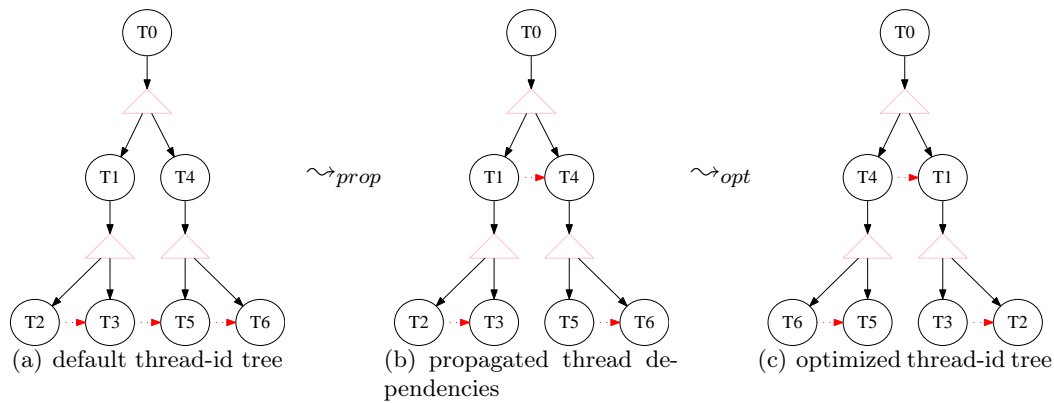 T0 T0 T0
T1 T4 ⇝prop T1 T4 ⇝opt T4 T1
T2 T3 T5 T6 T2 T3 T5 T6 T6 T5 T3 T2
(a) default thread-id tree
(b) propagated thread de-
pendencies
(c) optimized thread-id tree